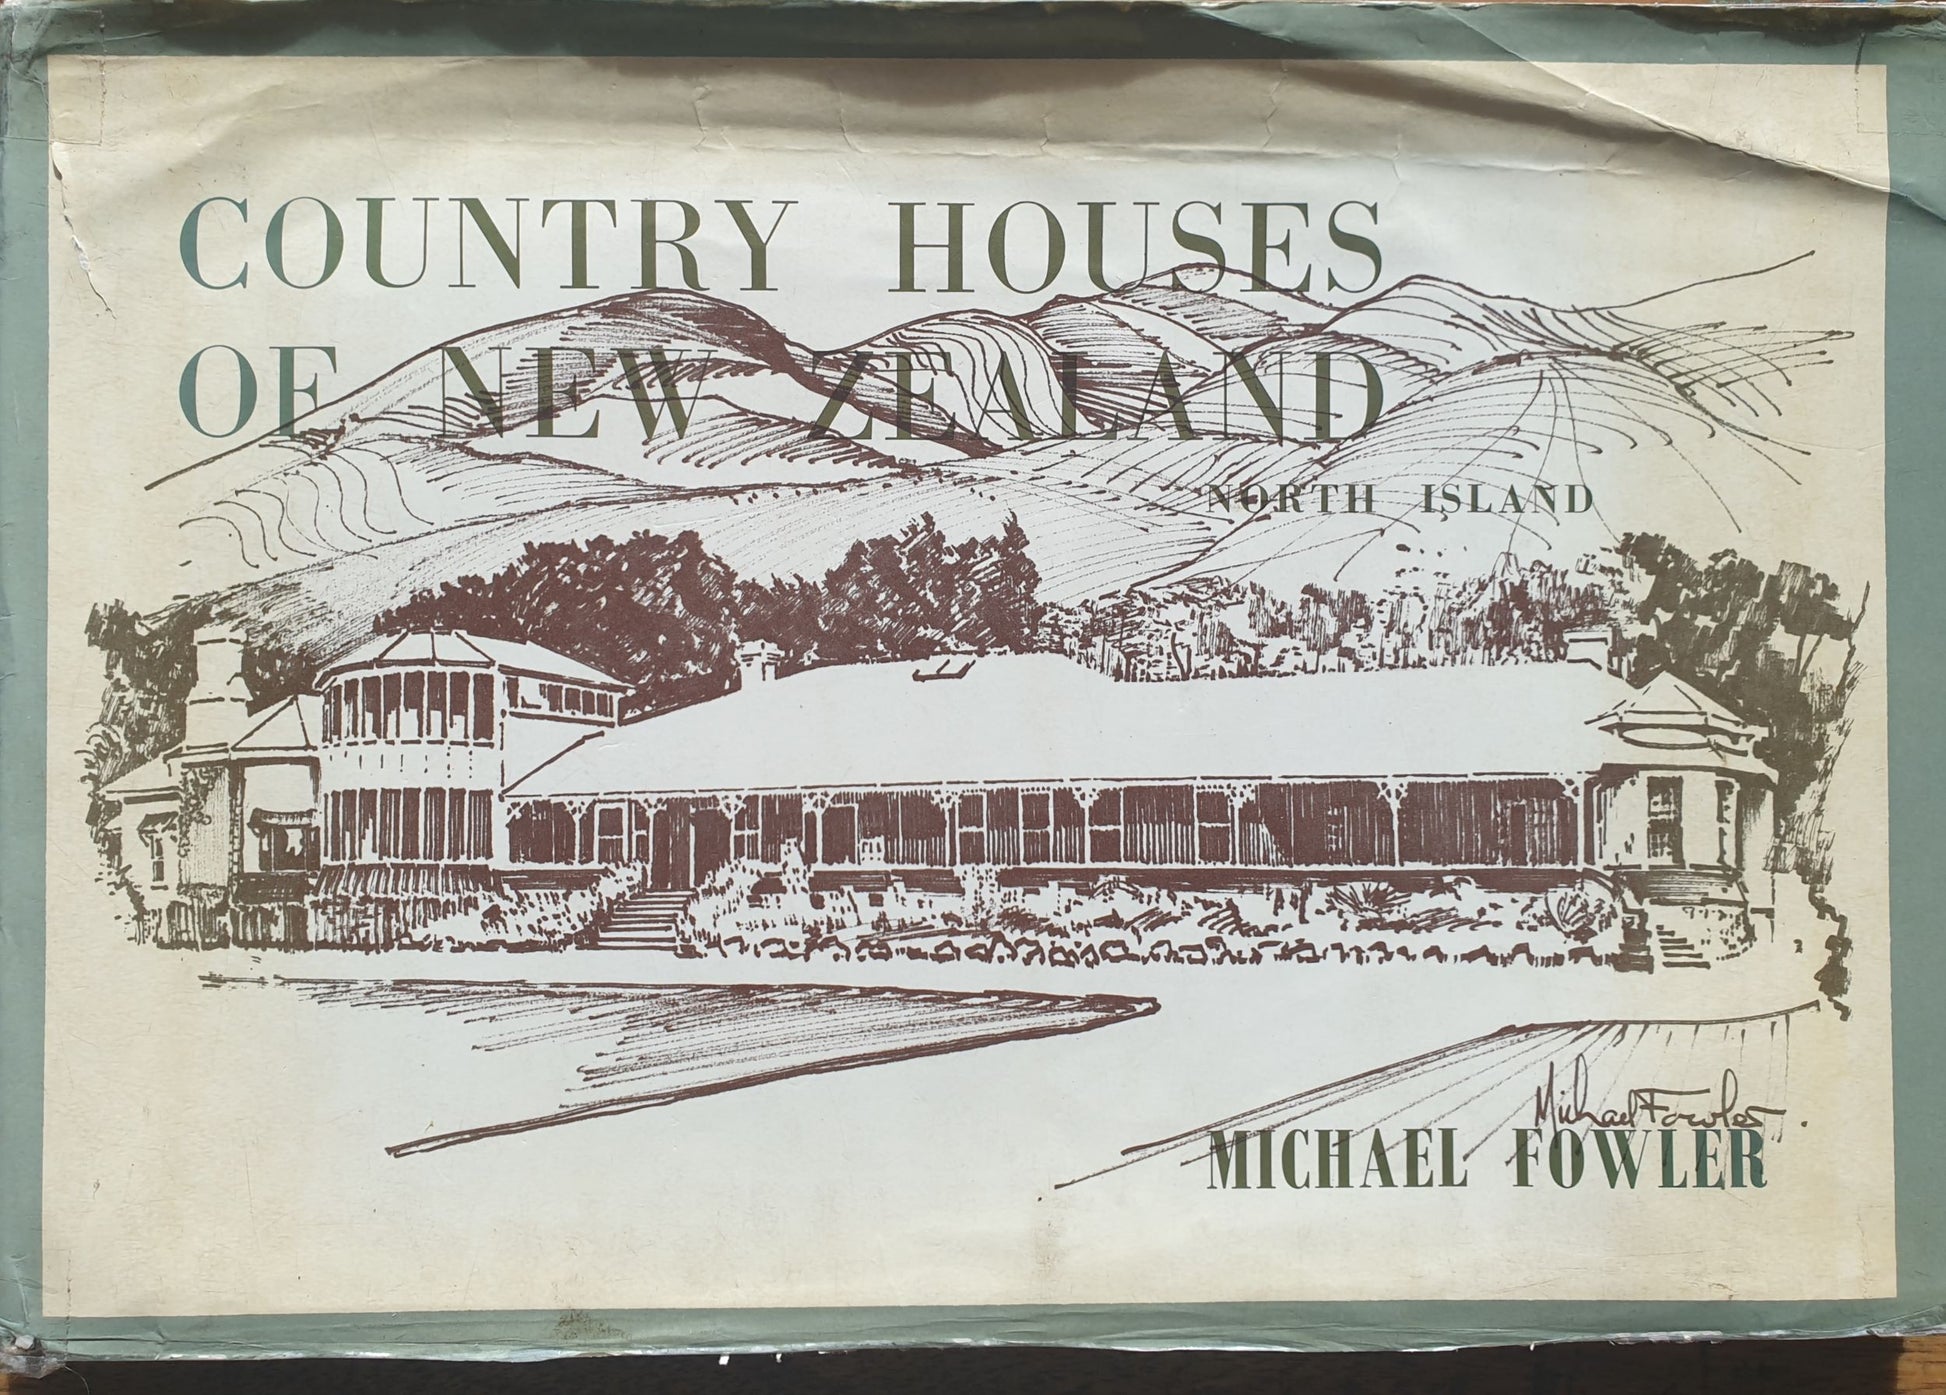 COUNTRY HOUSES
OF NEW ZEALAND
NORTH ISLAND
Michael Fowler.
MICHAEL FOWLER